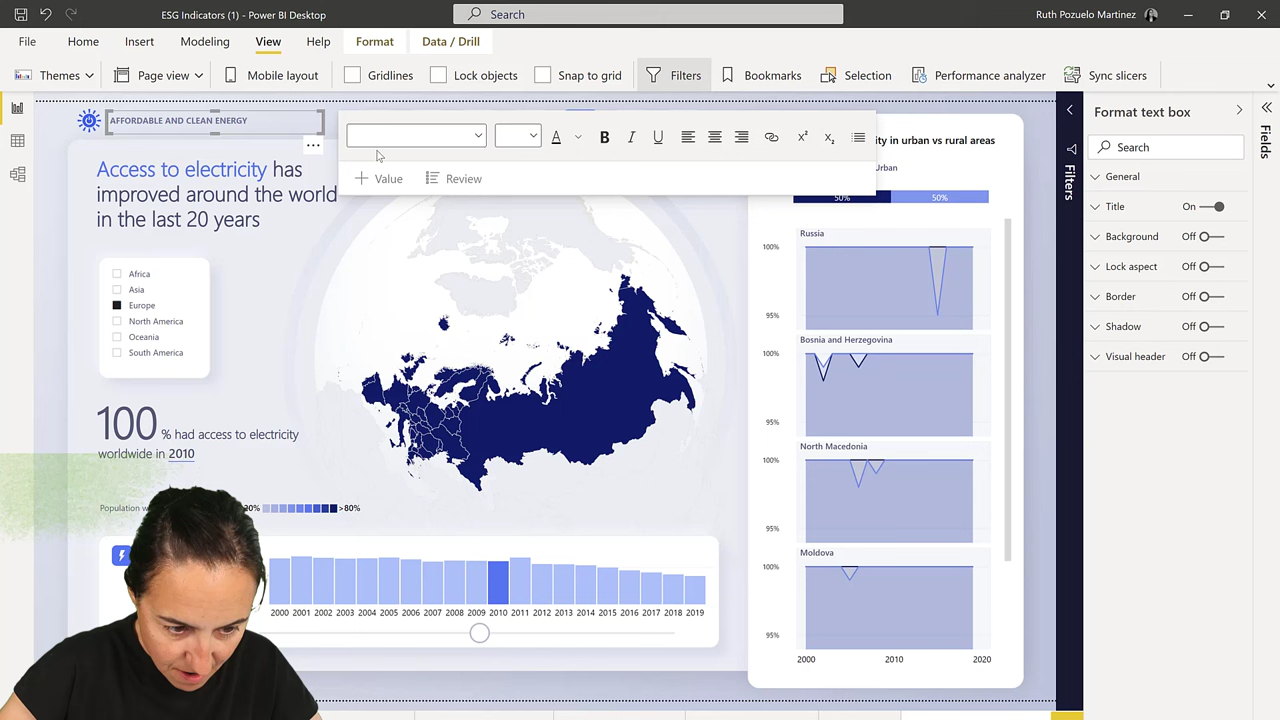 ESG Indicators (1) - Power BI Desktop
Search
Ruth Pozuelo Martinez
File Home Insert Modeling View Help Format Data / Drill
Themes Page view Mobile layout Gridlines Lock objects Snap to grid Filters Bookmarks Selection Performance analyzer Sync slicers
AFFORDABLE AND CLEAN ENERGY
Access to electricity has
improved around the world
in the last 20 years
Africa
Asia
Europe
North America
Oceania
South America
100 % had access to electricity
worldwide in 2010
Population w
20%
>80%
2000 2001 2002 2003 2004 2005 2006 2007 2008 2009 2010 2011 2012 2013 2014 2015 2016 2017 2018 2019
A B I U X² X₂
Value Review
ity in urban vs rural areas
Urban
50% 50%
Russia
100%
95%
Bosnia and Herzegovina
100%
95%
North Macedonia
100%
95%
Moldova
100%
95%
2000 2010 2020
Filters
Format text box
Search
General
Title On
Background Off
Lock aspect Off
Border Off
Shadow Off
Visual header Off
Fields